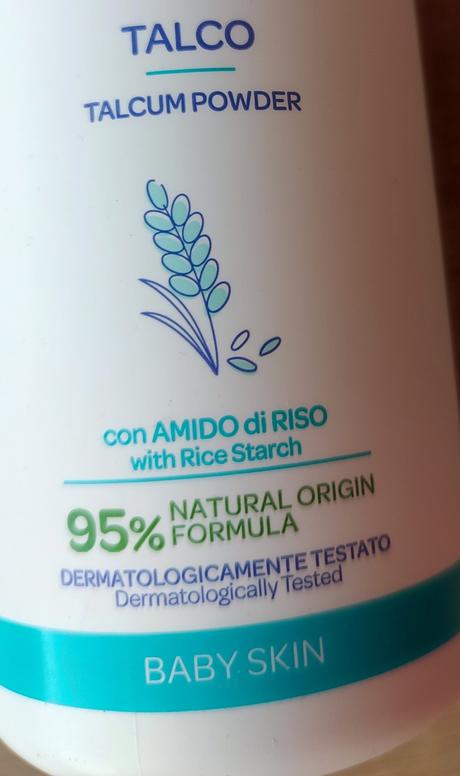 TALCO
TALCUM POWDER
con AMIDO di RISO
with Rice Starch
95% NATURAL ORIGIN
FORMULA
DERMATOLOGICAMENTE TESTATO
Dermatologically Tested
BABY SKIN